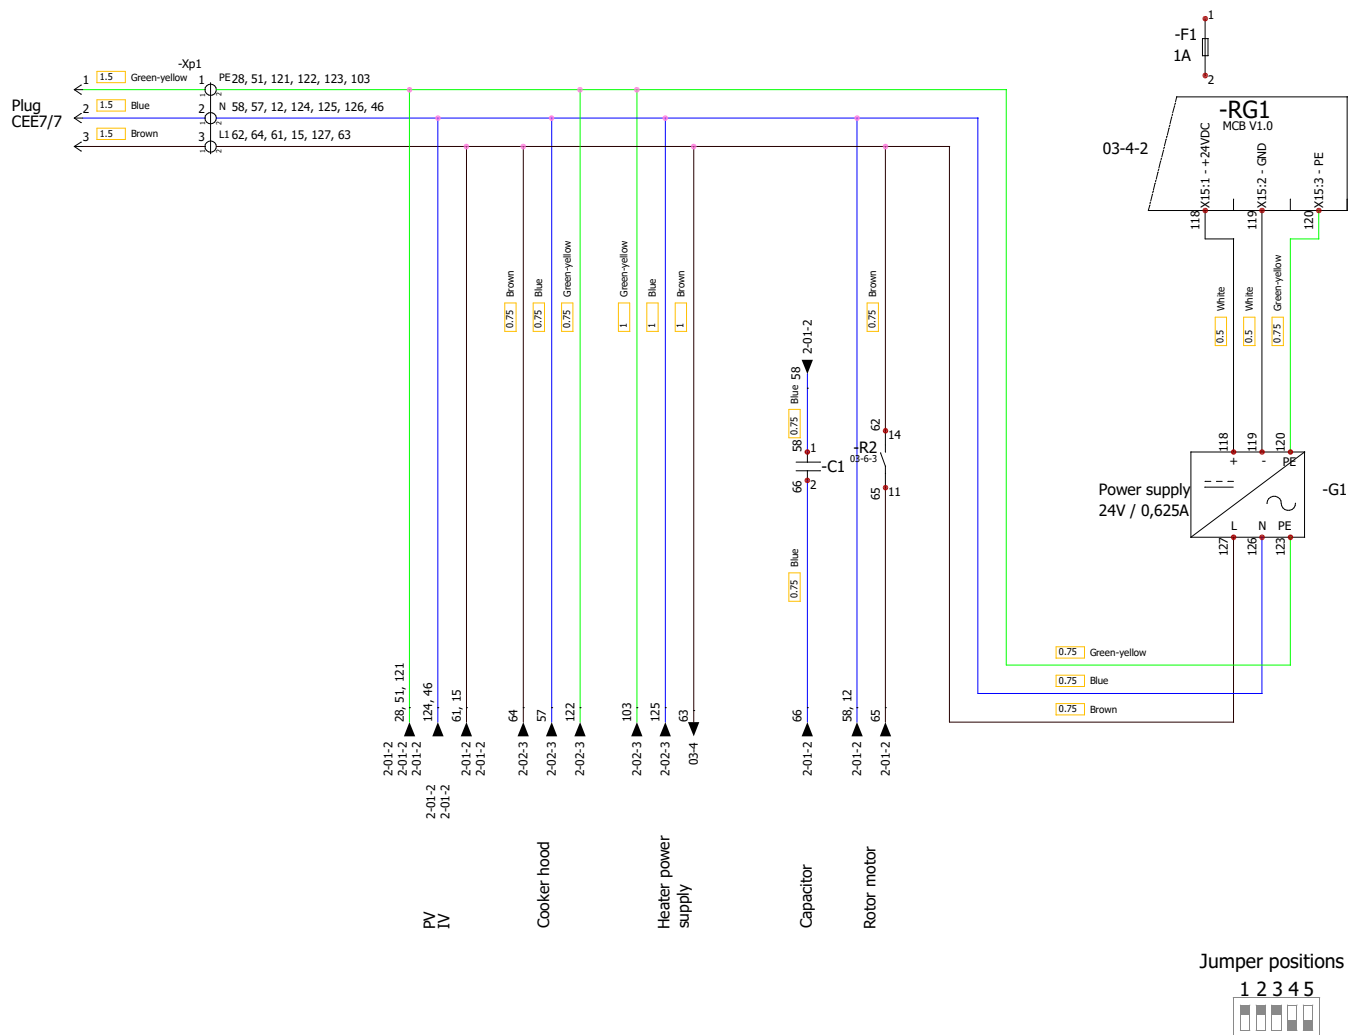 -F1
1A
1
2
-Xp1
Plug
CEE7/7
1 1.5 Green-yellow 1 PE 28, 51, 121, 122, 123, 103
2 1.5 Blue 2 N 58, 57, 12, 124, 125, 126, 46
3 1.5 Brown 3 L1 62, 64, 61, 15, 127, 63
1 2
1 2
1 2
-RG1
MCB V1.0
03-4-2
X15:1 - +24VDC
X15:2 - GND
X15:3 - PE
118
119
120
0.5 White
0.5 White
0.75 Green-yellow
0.75 Brown
0.75 Blue
0.75 Green-yellow
1 Green-yellow
1 Blue
1 Brown
0.75 Brown
2-01-2
58
0.75 Blue
58
1
-C1
66
2
0.75 Blue
62
14
-R2
03-6-3
65
11
118
119
120
+ - PE
Power supply
24V / 0,625A
-G1
L N PE
127
126
123
0.75 Green-yellow
0.75 Blue
0.75 Brown
28, 51, 121
124, 46
61, 15
64
57
122
103
125
63
66
58, 12
65
2-01-2
2-01-2
2-01-2
2-01-2
2-01-2
2-01-2
2-01-2
2-02-3
2-02-3
2-02-3
2-02-3
2-02-3
03-4
2-01-2
2-01-2
2-01-2
PV
IV
Cooker hood
Heater power
supply
Capacitor
Rotor motor
Jumper positions
1 2 3 4 5